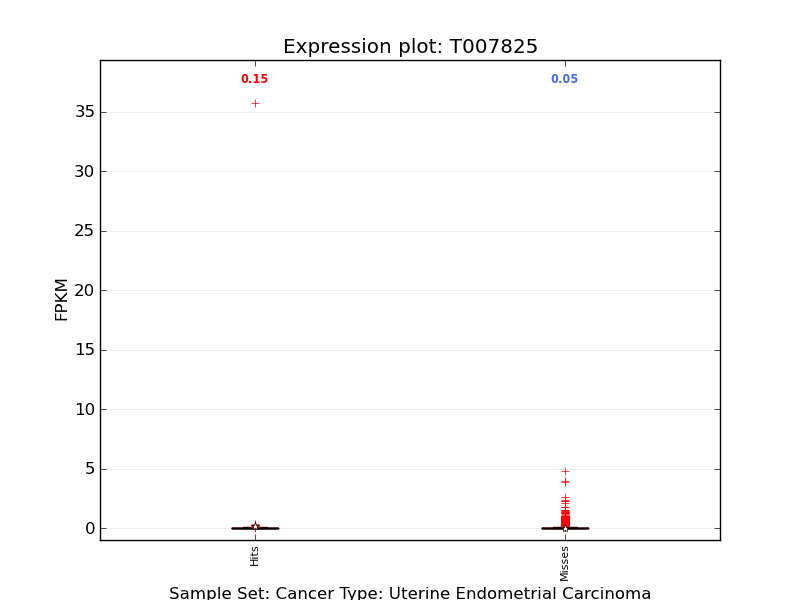 Expression plot: T007825
0.15
0.05
35
30
25
20
15
10
5
0
FPKM
Hits
Misses
Sample Set: Cancer Type: Uterine Endometrial Carcinoma